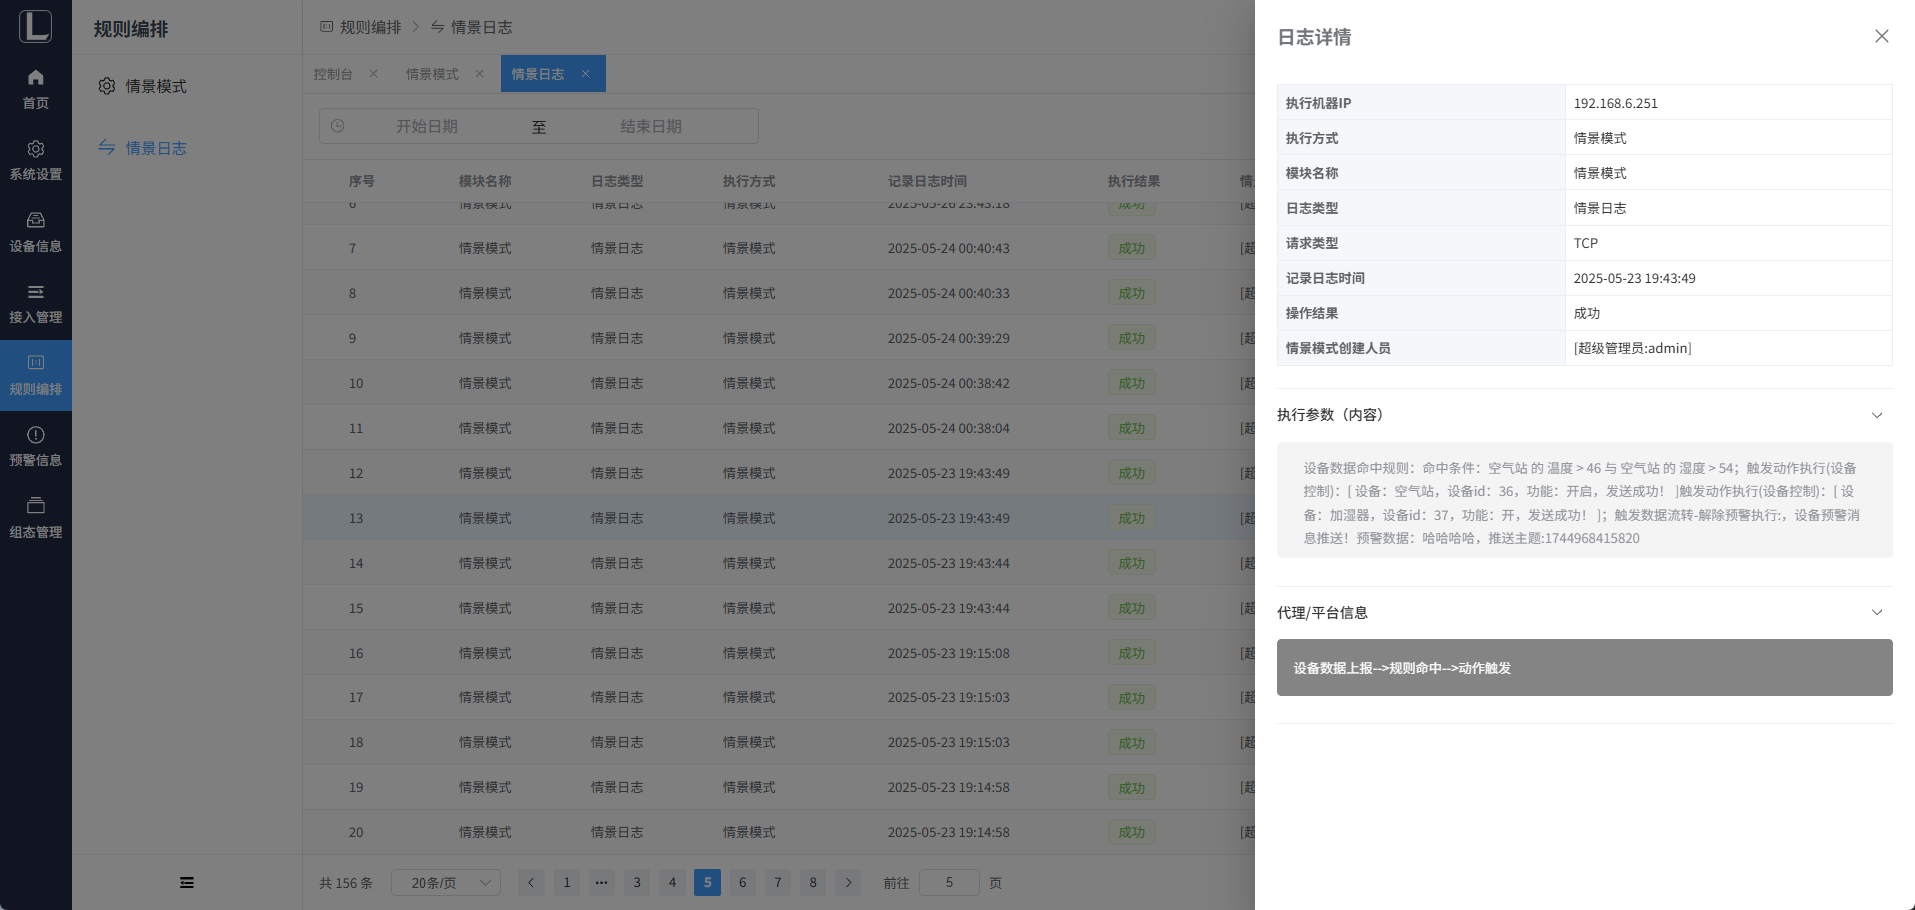 首页
系统设置
设备信息
接入管理
规则编排
预警信息
组态管理
规则编排
情景模式
情景日志
规则编排 > 情景日志
控制台 × 情景模式 × 情景日志 ×
开始日期 至 结束日期
序号 模块名称 日志类型 执行方式 记录日志时间 执行结果 情
6 情景模式 情景日志 情景模式 2025-05-26 23:43:18 成功 [超
7 情景模式 情景日志 情景模式 2025-05-24 00:40:43 成功 [超
8 情景模式 情景日志 情景模式 2025-05-24 00:40:33 成功 [超
9 情景模式 情景日志 情景模式 2025-05-24 00:39:29 成功 [超
10 情景模式 情景日志 情景模式 2025-05-24 00:38:42 成功 [超
11 情景模式 情景日志 情景模式 2025-05-24 00:38:04 成功 [超
12 情景模式 情景日志 情景模式 2025-05-23 19:43:49 成功 [超
13 情景模式 情景日志 情景模式 2025-05-23 19:43:49 成功 [超
14 情景模式 情景日志 情景模式 2025-05-23 19:43:44 成功 [超
15 情景模式 情景日志 情景模式 2025-05-23 19:43:44 成功 [超
16 情景模式 情景日志 情景模式 2025-05-23 19:15:08 成功 [超
17 情景模式 情景日志 情景模式 2025-05-23 19:15:03 成功 [超
18 情景模式 情景日志 情景模式 2025-05-23 19:15:03 成功 [超
19 情景模式 情景日志 情景模式 2025-05-23 19:14:58 成功 [超
20 情景模式 情景日志 情景模式 2025-05-23 19:14:58 成功 [超
共 156 条 20条/页 < 1 ••• 3 4 5 6 7 8 > 前往 5 页
日志详情
执行机器IP 192.168.6.251
执行方式 情景模式
模块名称 情景模式
日志类型 情景日志
请求类型 TCP
记录日志时间 2025-05-23 19:43:49
操作结果 成功
情景模式创建人员 [超级管理员:admin]
执行参数（内容）
设备数据命中规则：命中条件：空气站 的 温度 > 46 与 空气站 的 湿度 > 54；触发动作执行(设备
控制)：[ 设备：空气站，设备id：36，功能：开启，发送成功！ ]触发动作执行(设备控制)：[ 设
备：加湿器，设备id：37，功能：开，发送成功！ ]；触发数据流转-解除预警执行:，设备预警消
息推送！预警数据：哈哈哈哈，推送主题:1744968415820
代理/平台信息
设备数据上报-->规则命中-->动作触发